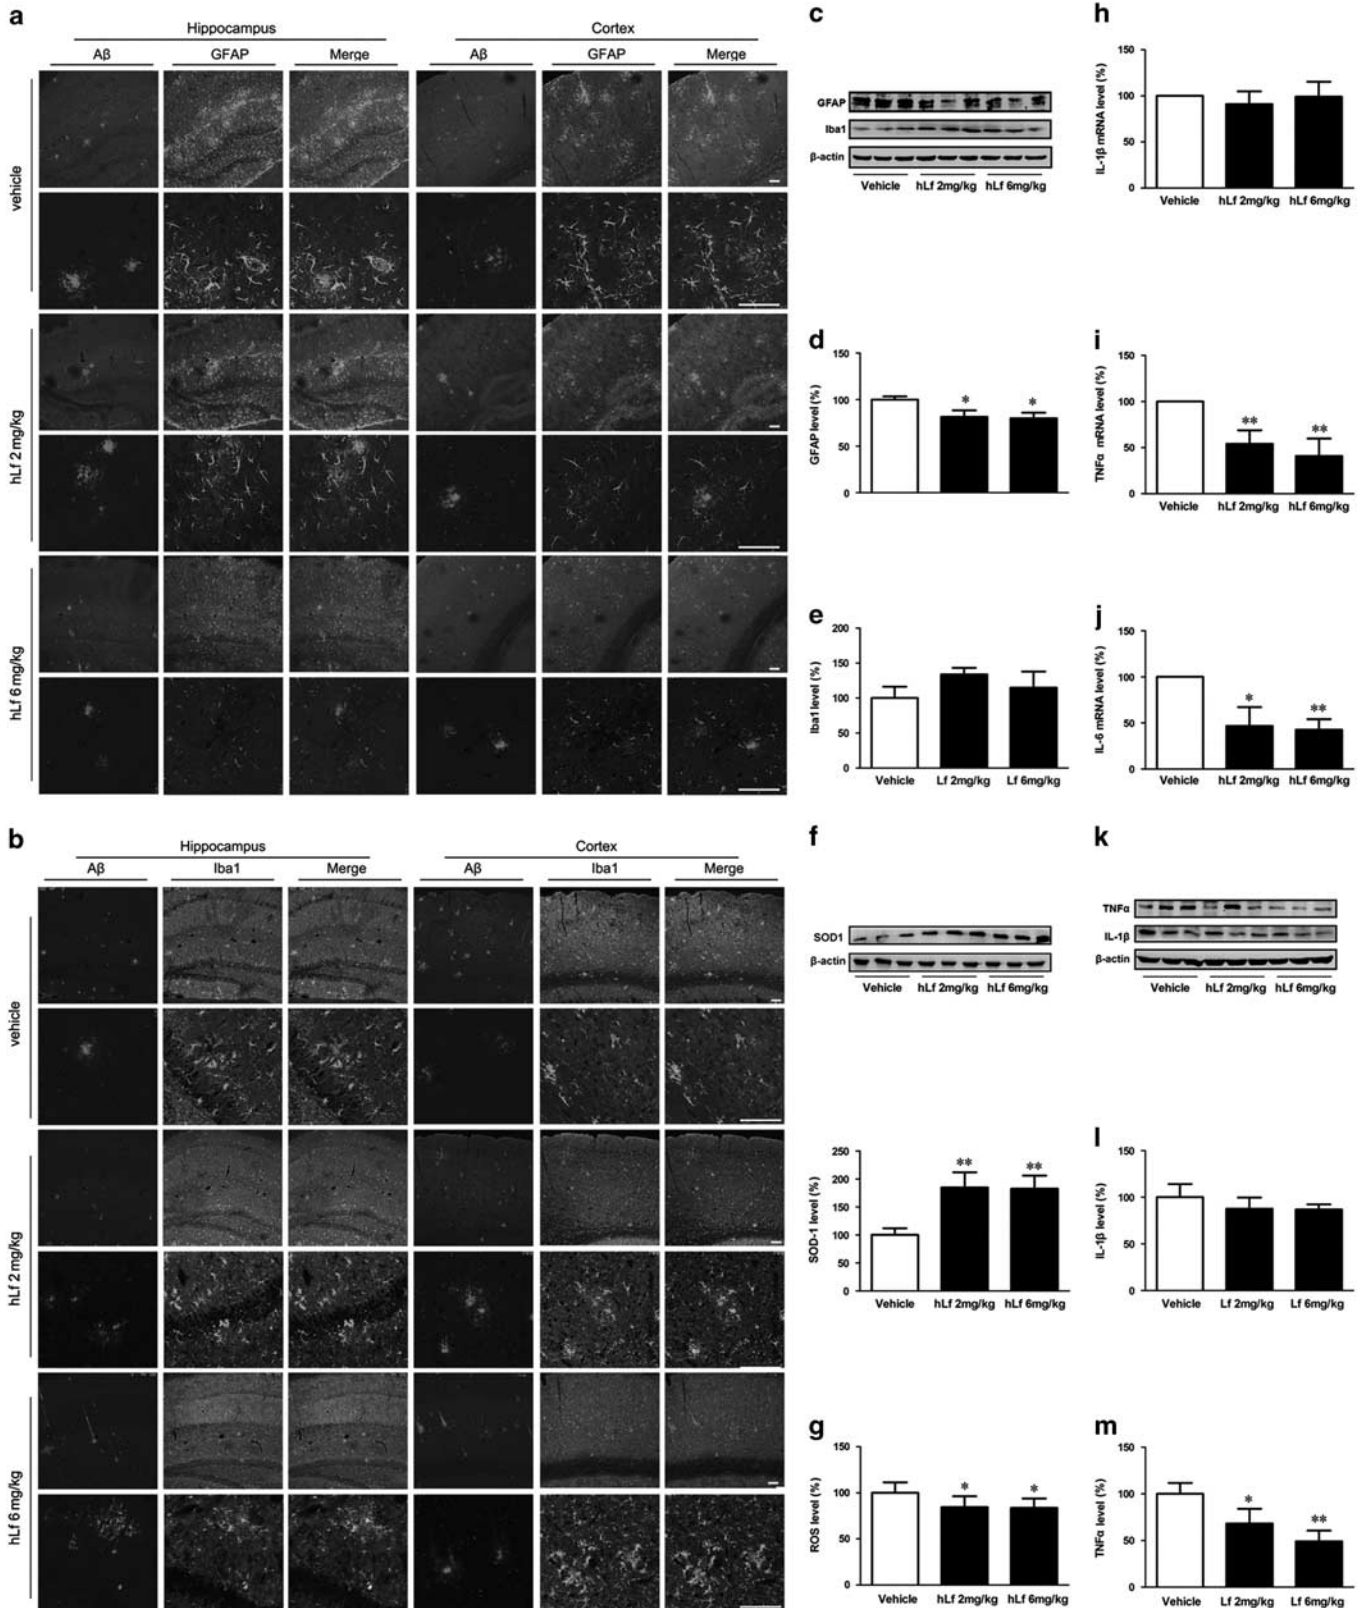 a
Hippocampus Cortex
Aβ GFAP Merge Aβ GFAP Merge
vehicle
hLf 2 mg/kg
hLf 6 mg/kg
b
Hippocampus Cortex
Aβ Iba1 Merge Aβ Iba1 Merge
vehicle
hLf 2 mg/kg
Aβ
hLf 6 mg/kg
c
GFAP
Iba1
β-actin
Vehicle hLf 2mg/kg hLf 6mg/kg
d
GFAP level (%)
150
100
50
0
* *
e
Iba1 level (%)
200
150
100
50
0
Vehicle Lf 2mg/kg Lf 6mg/kg
f
SOD1
β-actin
Vehicle hLf 2mg/kg hLf 6mg/kg
SOD-1 level (%)
250
200
150
100
50
0
** **
Vehicle hLf 2mg/kg hLf 6mg/kg
g
ROS level (%)
150
100
50
0
* *
Vehicle hLf 2mg/kg hLf 6mg/kg
h
IL-1β mRNA level (%)
150
100
50
0
Vehicle hLf 2mg/kg hLf 6mg/kg
i
TNFα mRNA level (%)
150
100
50
0
** **
Vehicle hLf 2mg/kg hLf 6mg/kg
j
IL-6 mRNA level (%)
150
100
50
0
* **
Vehicle hLf 2mg/kg hLf 6mg/kg
k
TNFα
IL-1β
β-actin
Vehicle hLf 2mg/kg hLf 6mg/kg
l
IL-1β level (%)
150
100
50
0
Vehicle Lf 2mg/kg Lf 6mg/kg
m
TNFα level (%)
150
100
50
0
* **
Vehicle Lf 2mg/kg Lf 6mg/kg